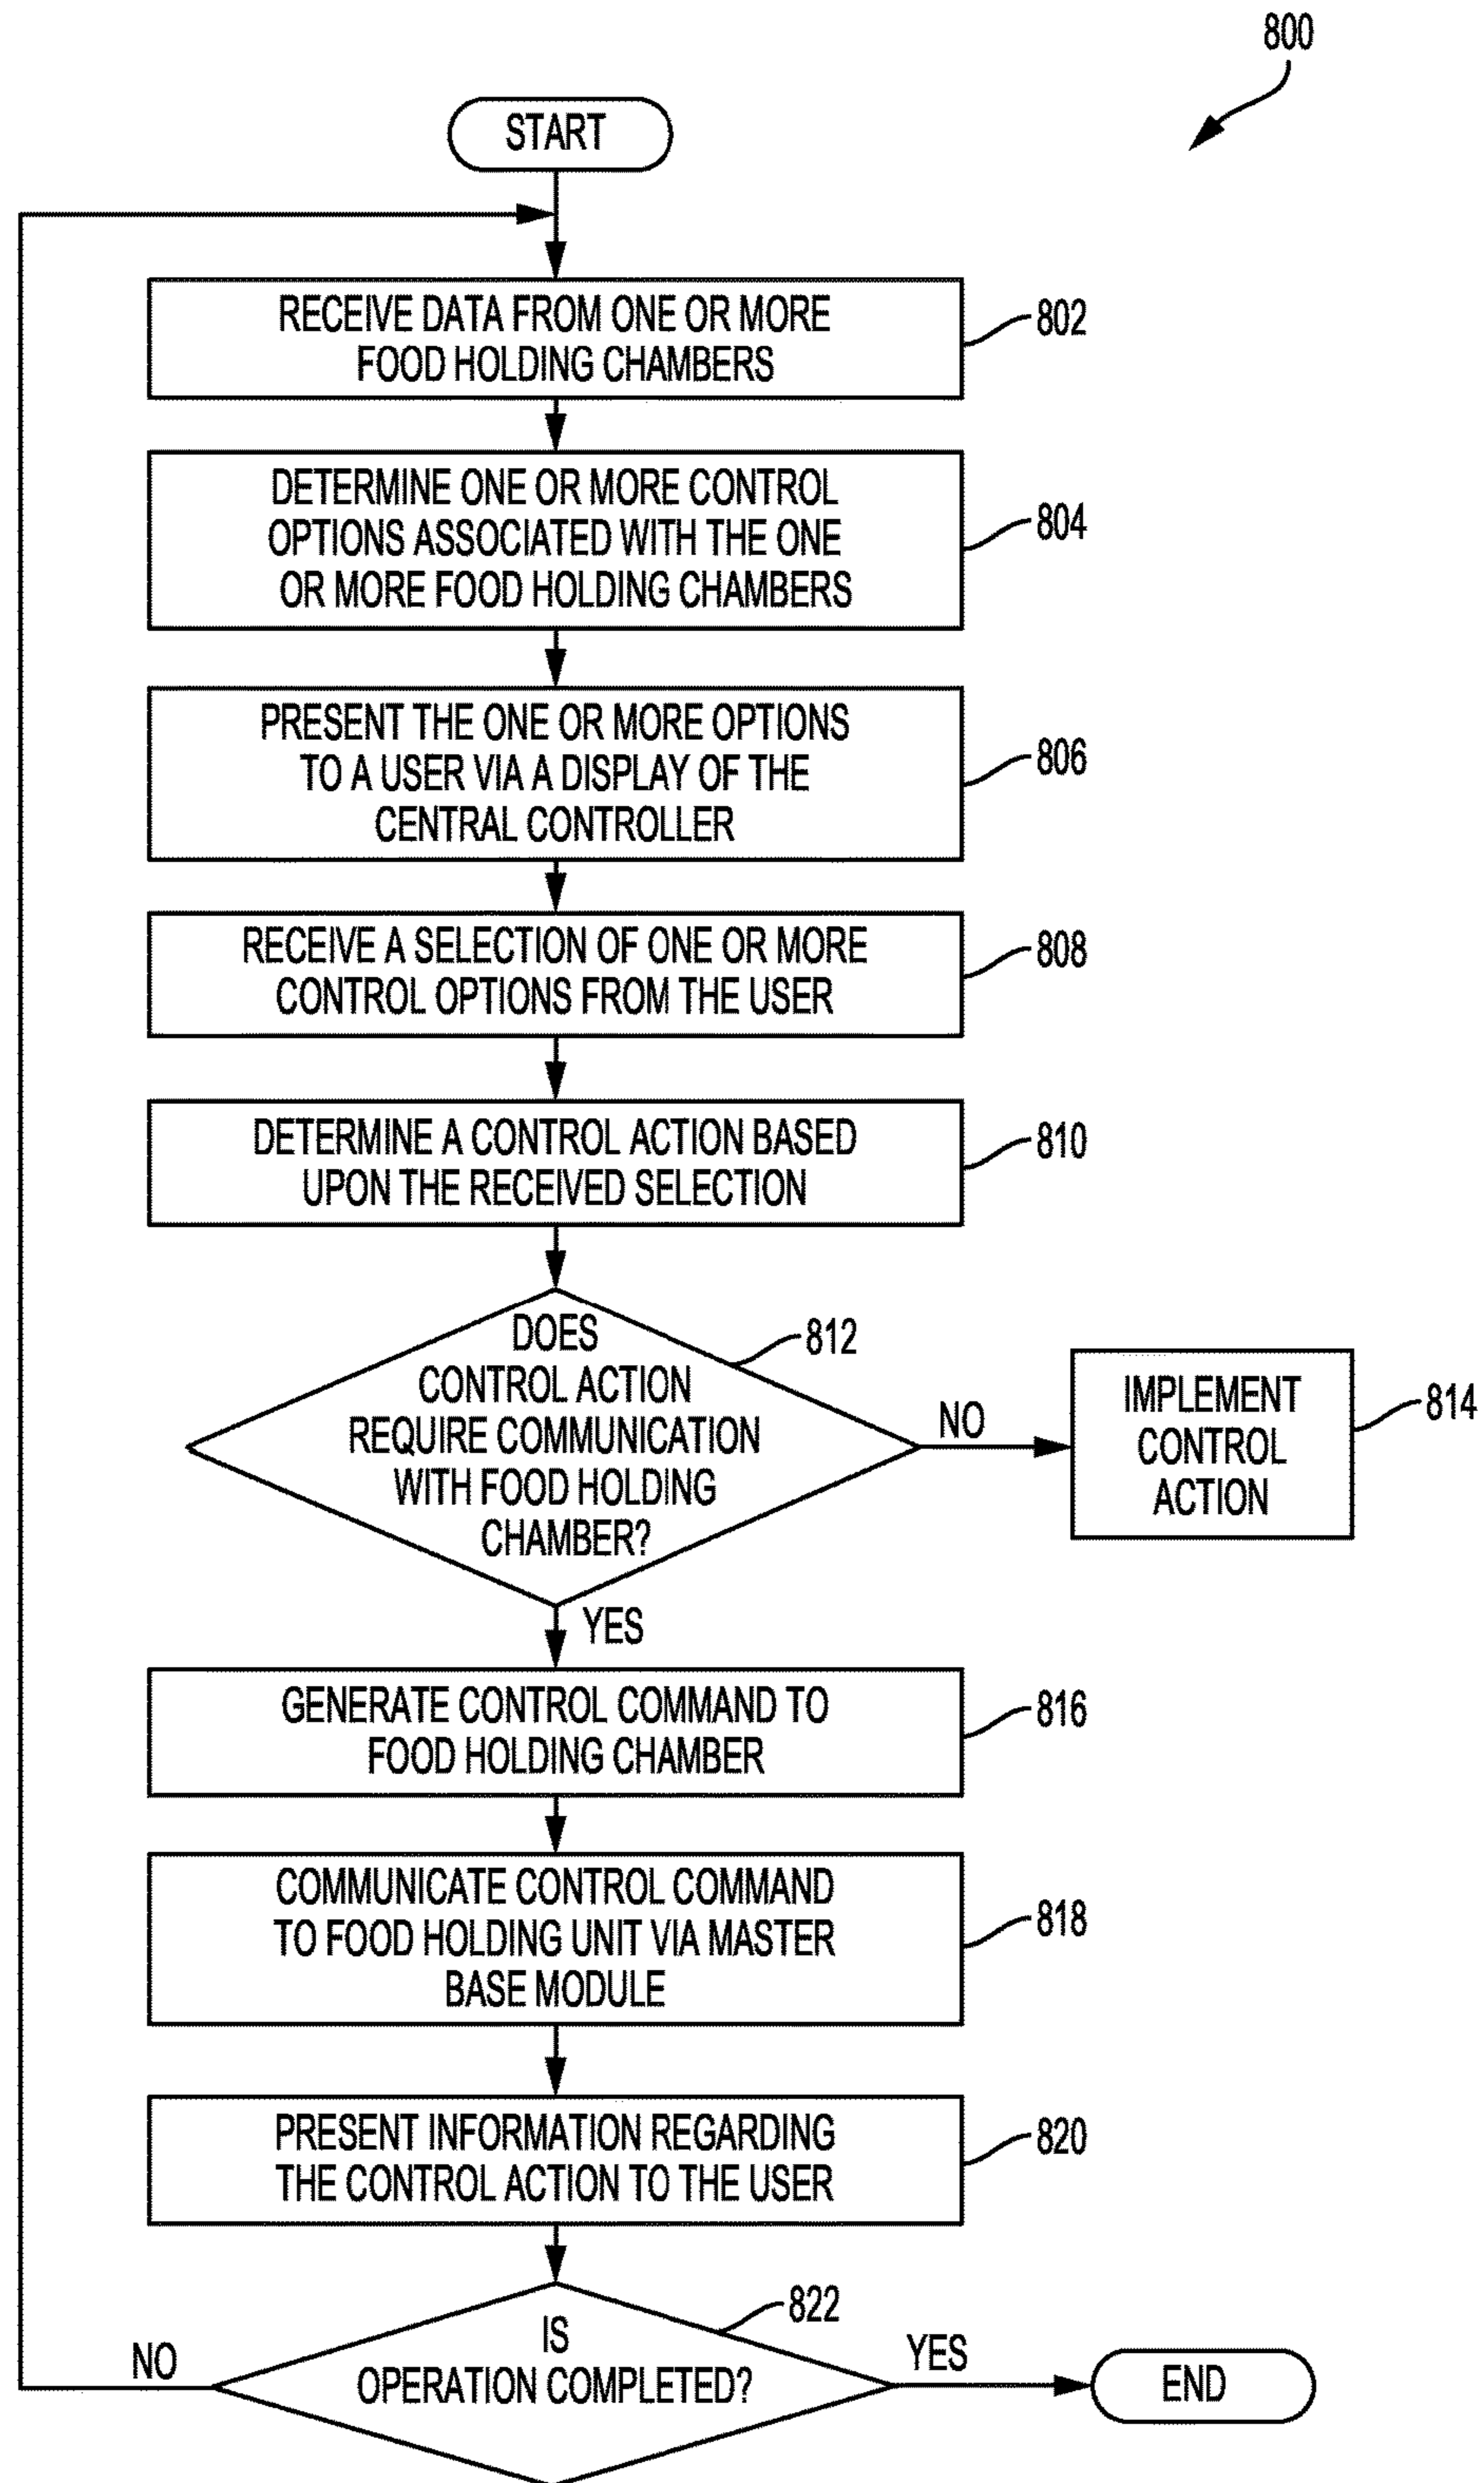 800
START
RECEIVE DATA FROM ONE OR MORE
FOOD HOLDING CHAMBERS
802
DETERMINE ONE OR MORE CONTROL
OPTIONS ASSOCIATED WITH THE ONE
OR MORE FOOD HOLDING CHAMBERS
804
PRESENT THE ONE OR MORE OPTIONS
TO A USER VIA A DISPLAY OF THE
CENTRAL CONTROLLER
806
RECEIVE A SELECTION OF ONE OR MORE
CONTROL OPTIONS FROM THE USER
808
DETERMINE A CONTROL ACTION BASED
UPON THE RECEIVED SELECTION
810
DOES
CONTROL ACTION
REQUIRE COMMUNICATION
WITH FOOD HOLDING
CHAMBER?
812
NO
IMPLEMENT
CONTROL
ACTION
814
YES
GENERATE CONTROL COMMAND TO
FOOD HOLDING CHAMBER
816
COMMUNICATE CONTROL COMMAND
TO FOOD HOLDING UNIT VIA MASTER
BASE MODULE
818
PRESENT INFORMATION REGARDING
THE CONTROL ACTION TO THE USER
820
IS
OPERATION COMPLETED?
822
NO
YES
END